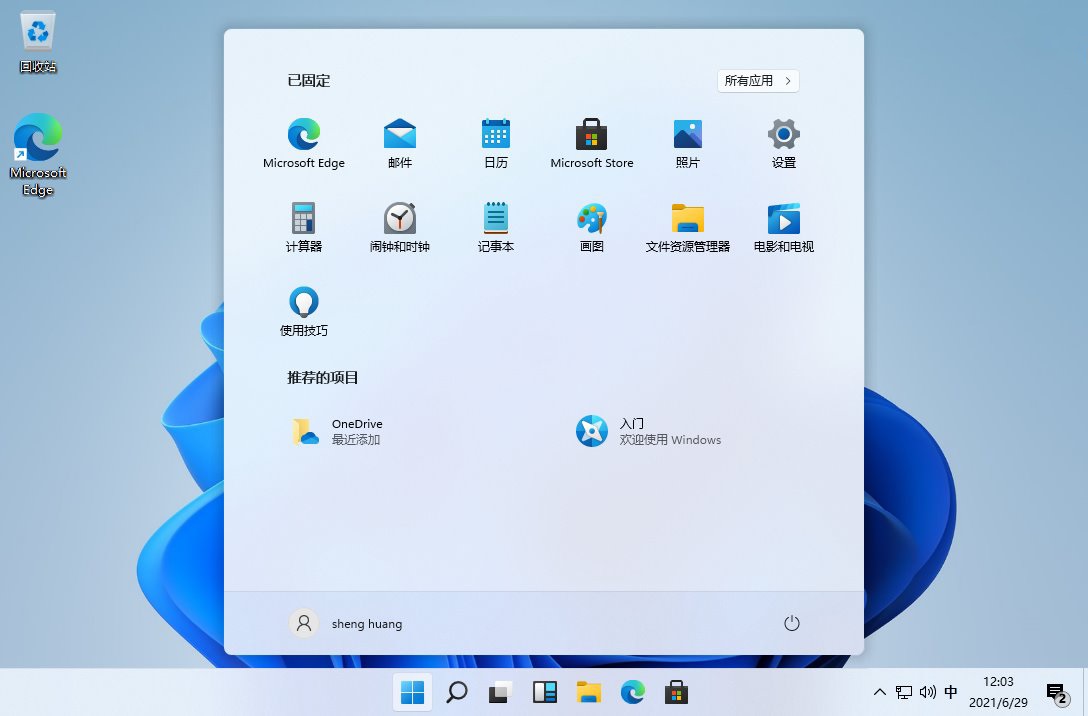 回收站
Microsoft
Edge
已固定
所有应用
Microsoft Edge
邮件
日历
Microsoft Store
照片
设置
计算器
闹钟和时钟
记事本
画图
文件资源管理器
电影和电视
使用技巧
推荐的项目
OneDrive
最近添加
入门
欢迎使用 Windows
sheng huang
中
12:03
2021/6/29
2